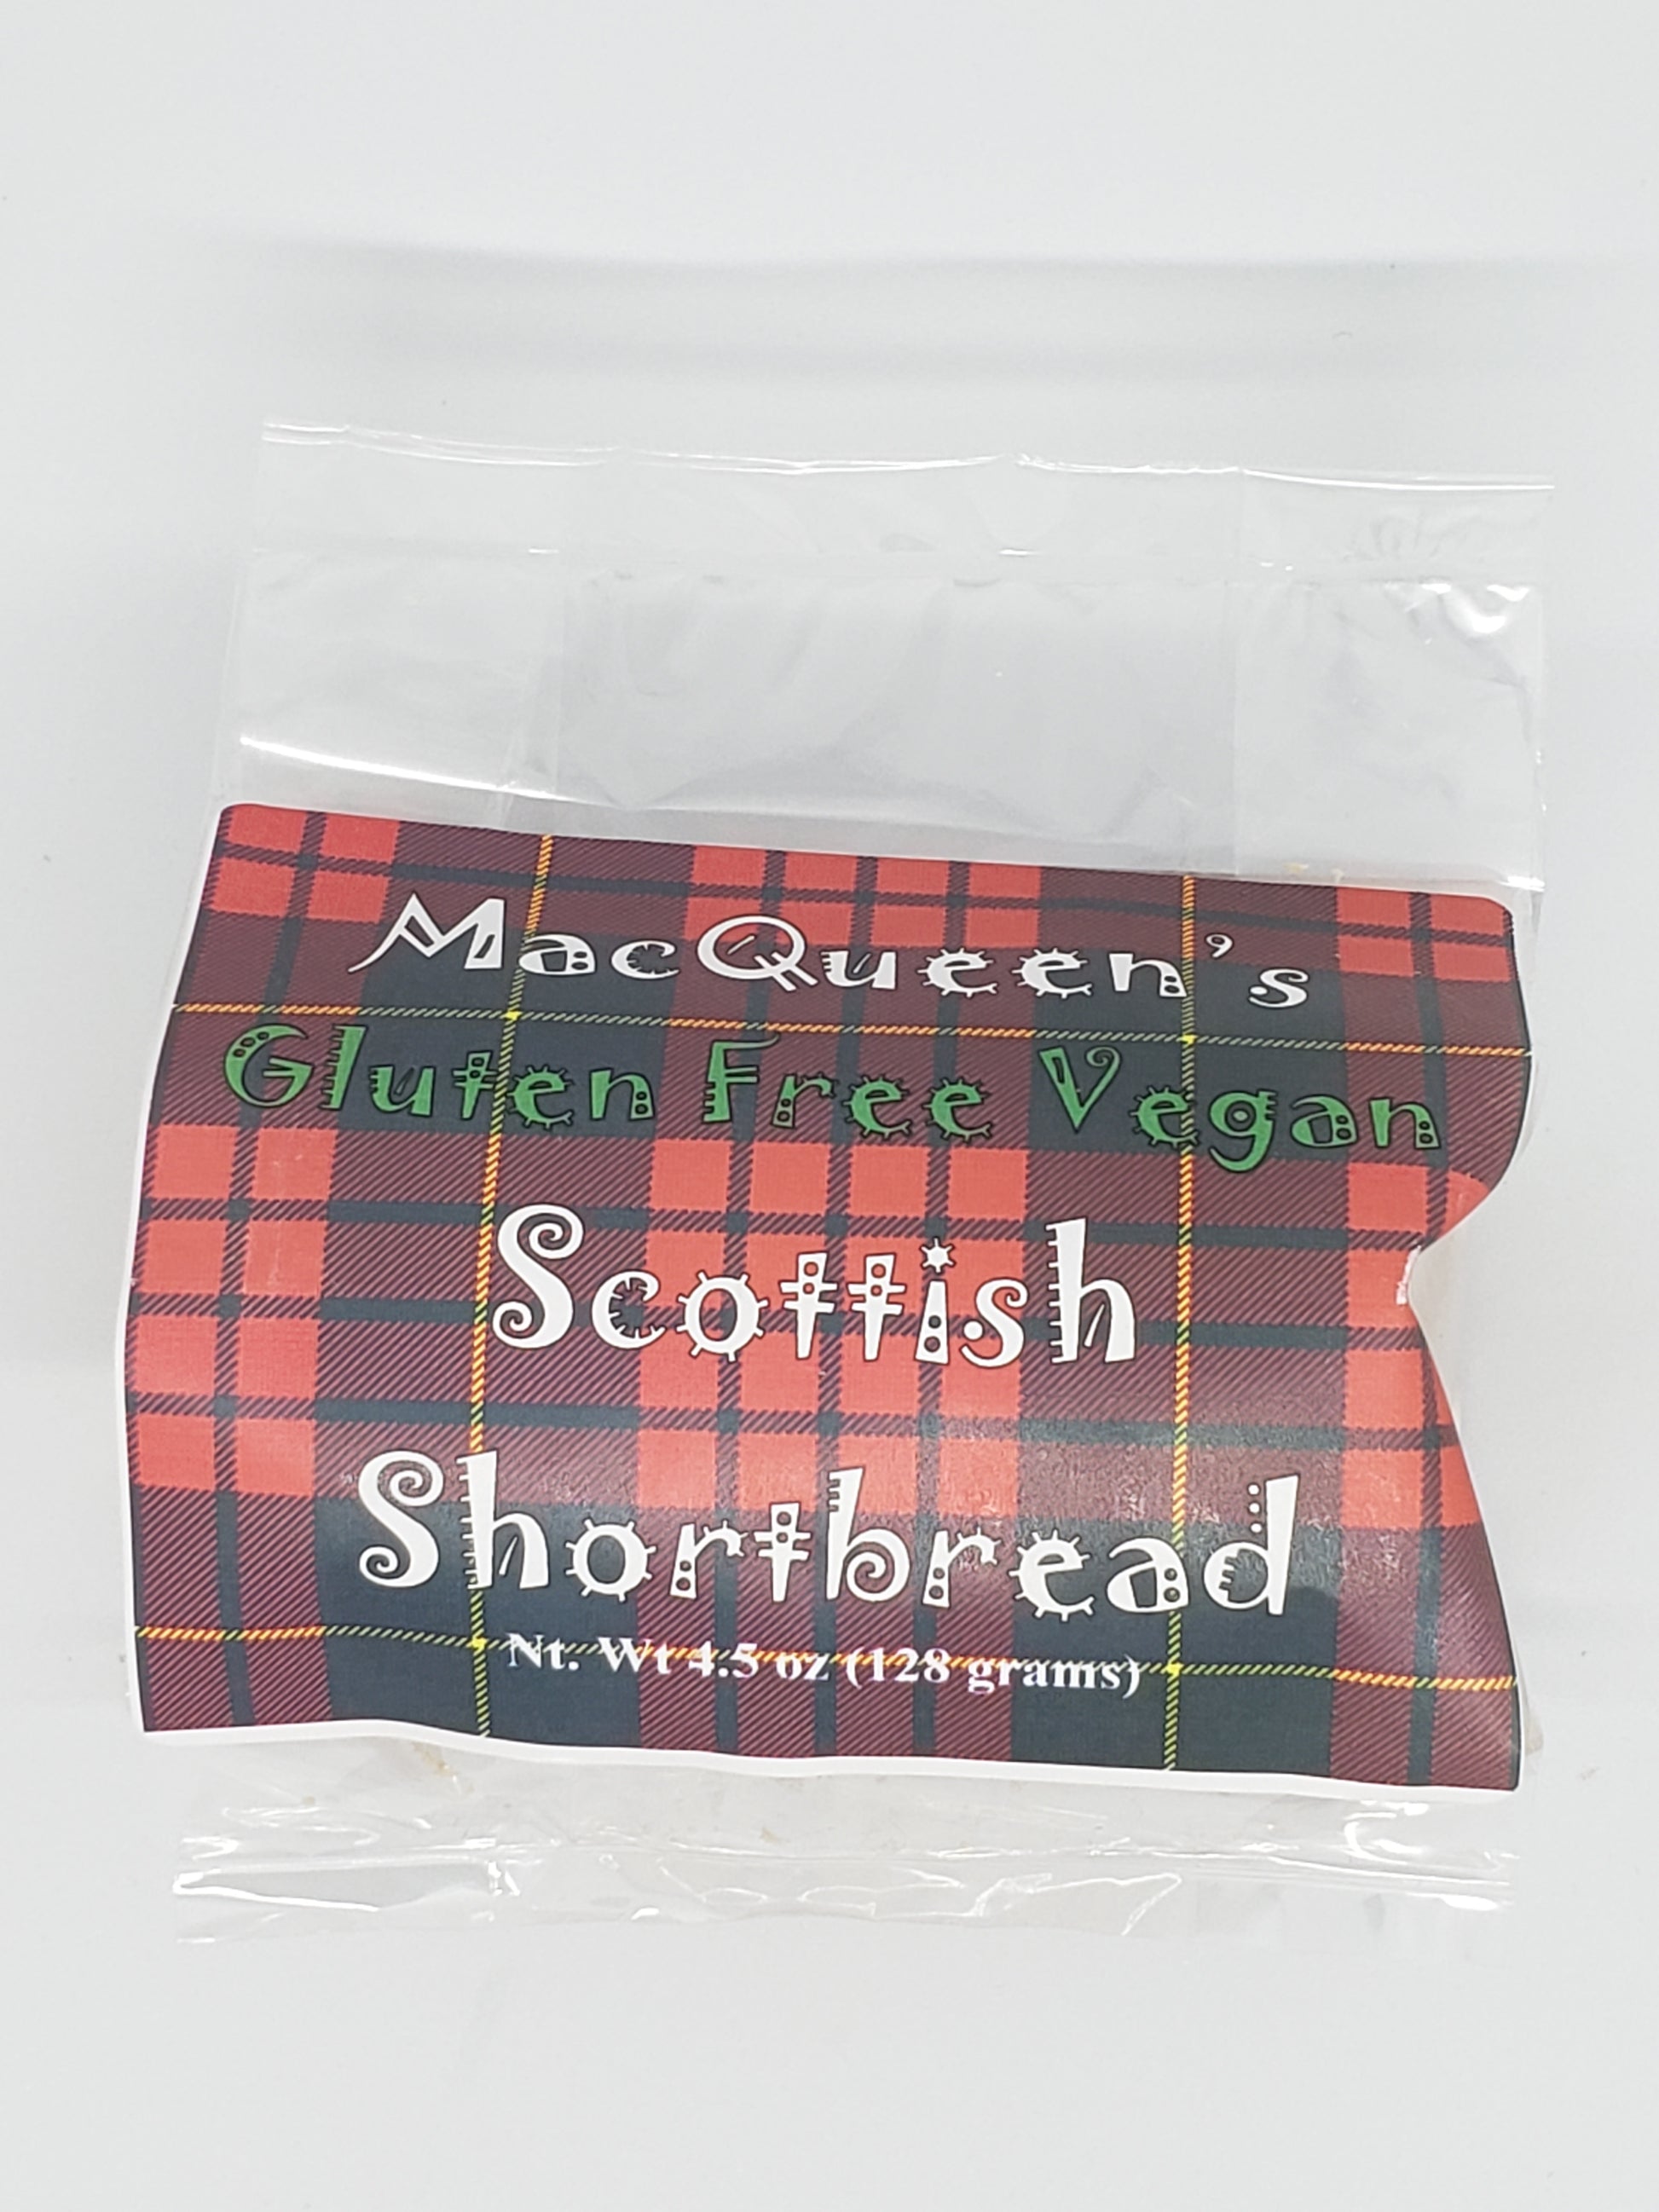 MacQueen's
Gluten Free Vegan
Scottish
Shortbread
Nt. Wt 4.5 oz (128 grams)